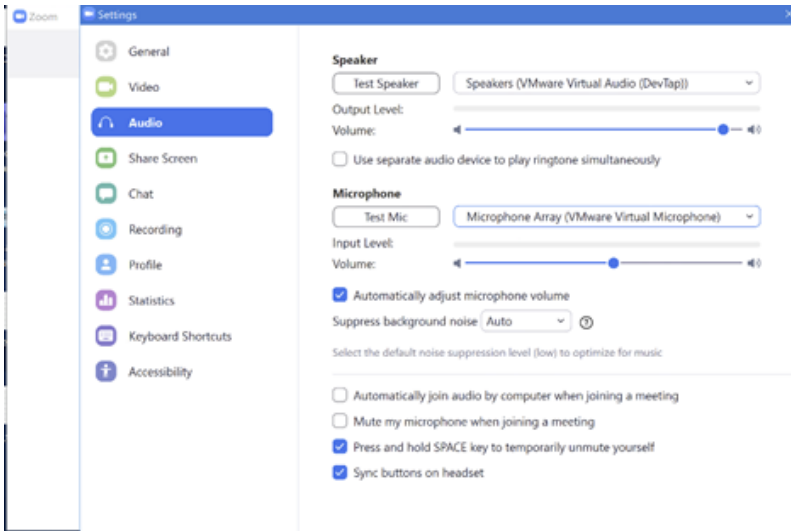 Zoom
Settings
General
Video
Audio
Share Screen
Chat
Recording
Profile
Statistics
Keyboard Shortcuts
Accessibility
Speaker
Test Speaker Speakers (VMware Virtual Audio (DevTap))
Output Level:
Volume:
Use separate audio device to play ringtone simultaneously
Microphone
Test Mic Microphone Array (VMware Virtual Microphone)
Input Level:
Volume:
Automatically adjust microphone volume
Suppress background noise Auto
Select the default noise suppression level (low) to optimize for music
Automatically join audio by computer when joining a meeting
Mute my microphone when joining a meeting
Press and hold SPACE key to temporarily unmute yourself
Sync buttons on headset